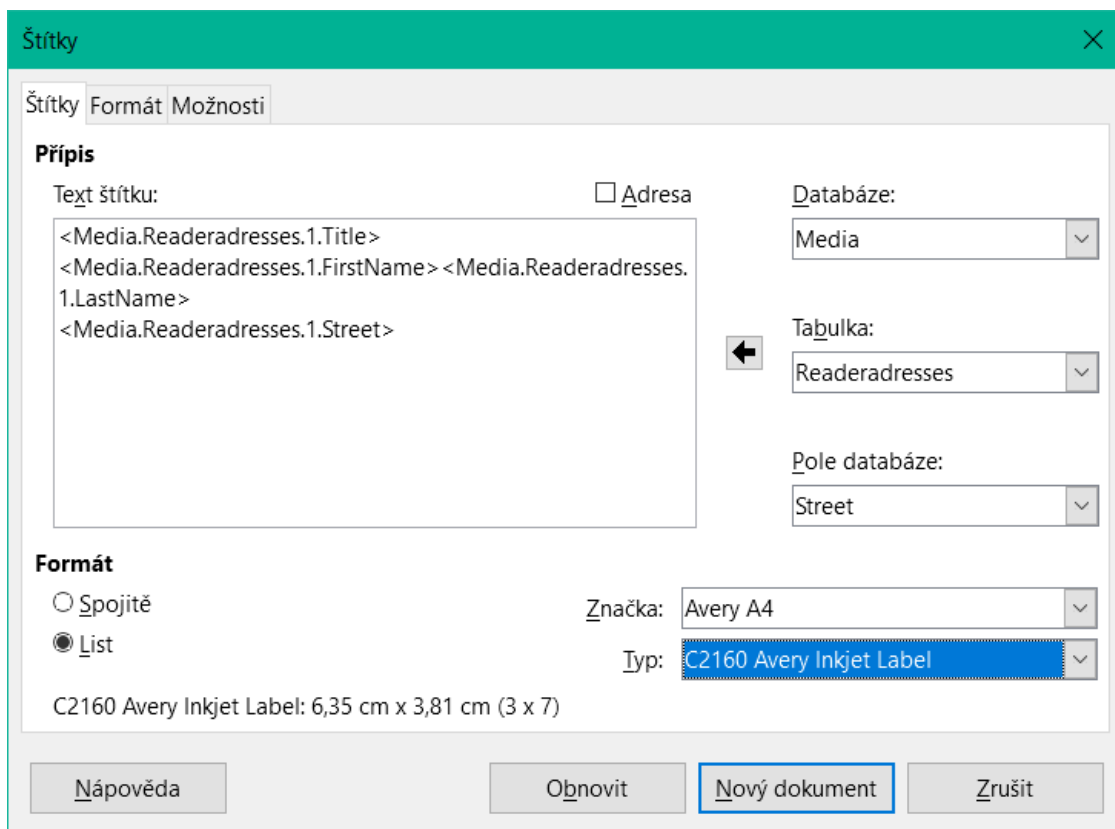 Štítky
Štítky Formát Možnosti
Přípis
Text štítku:
Adresa
<Media.Readeradresses.1.Title>
<Media.Readeradresses.1.FirstName><Media.Readeradresses.
1.LastName>
<Media.Readeradresses.1.Street>
Databáze:
Media
Tabulka:
Readeradresses
Pole databáze:
Street
Formát
Spojitě
List
Značka: Avery A4
Typ: C2160 Avery Inkjet Label
C2160 Avery Inkjet Label: 6,35 cm x 3,81 cm (3 x 7)
Nápověda Obnovit Nový dokument Zrušit